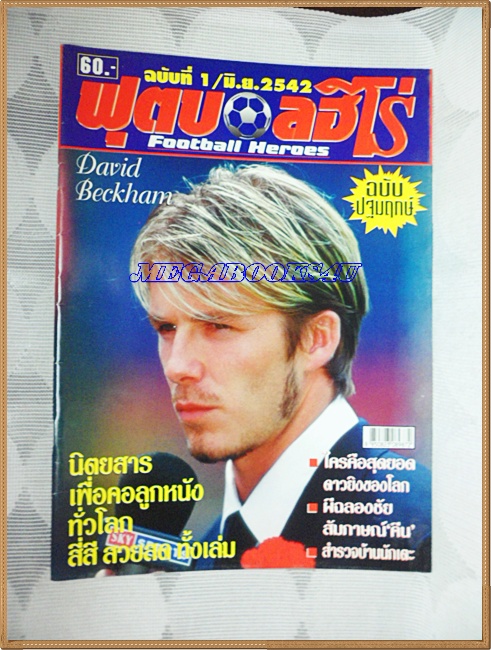 60.-
ฉบับที่ 1/มิ.ย.2542
ฟุตบอลฮีโร่
Football Heroes
David
Beckham
ฉบับ
ปฐมฤกษ์
MEGABOOKS4U
นิตยสาร
เพื่อคอลูกหนัง
ทั่วโลก
สี่สี สวยสด ทั้งเล่ม
SKY
ใครคือสุดยอด
ดาวยิงของโลก
ผีฉลองชัย
สัมภาษณ์'คีน'
สำรวจบ้านนักเตะ